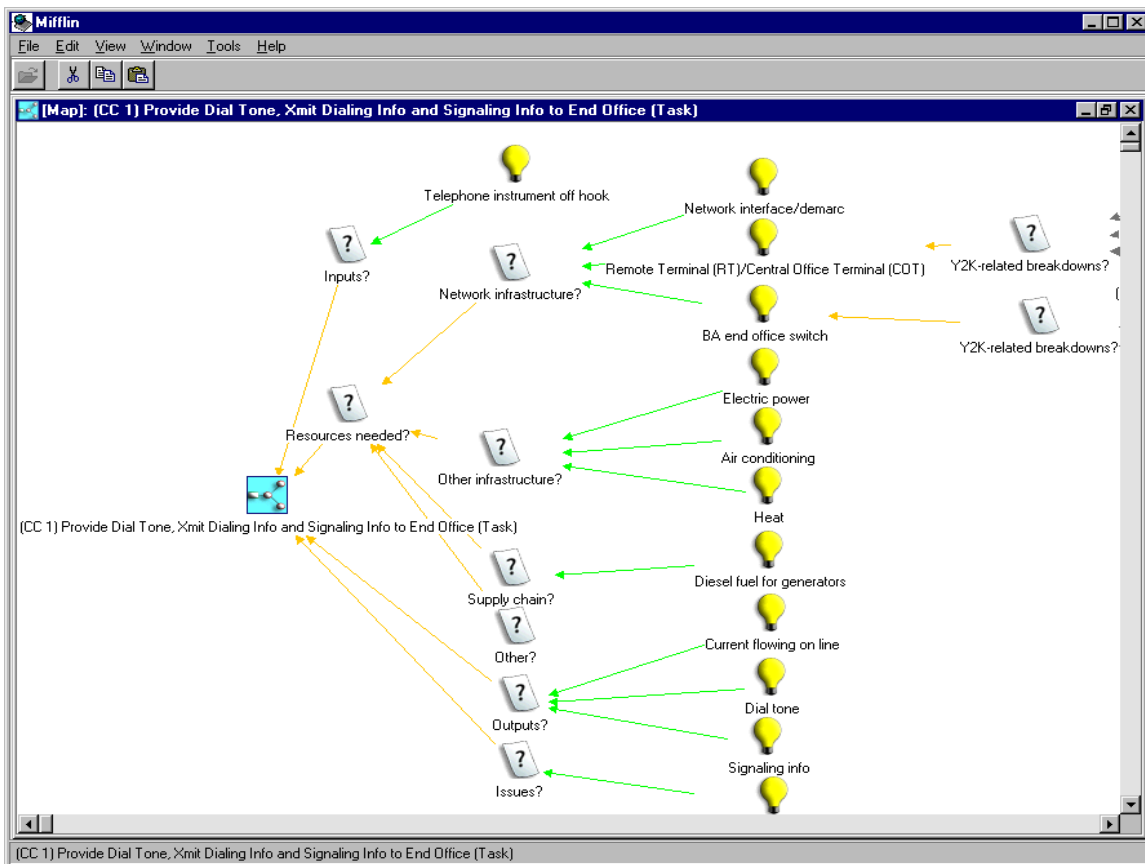 Mifflin
File Edit View Window Tools Help
[Map]: (CC 1) Provide Dial Tone, Xmit Dialing Info and Signaling Info to End Office (Task)
Telephone instrument off hook
Network interface/demarc
?
Inputs?
?
Network infrastructure?
Remote Terminal (RT)/Central Office Terminal (COT)
?
Y2K-related breakdowns?
(
BA end office switch
?
Y2K-related breakdowns?
Electric power
?
Resources needed?
?
Other infrastructure?
Air conditioning
Heat
(CC 1) Provide Dial Tone, Xmit Dialing Info and Signaling Info to End Office (Task)
?
Supply chain?
Diesel fuel for generators
?
Other?
Current flowing on line
?
Outputs?
Dial tone
?
Issues?
Signaling info
(CC 1) Provide Dial Tone, Xmit Dialing Info and Signaling Info to End Office (Task)